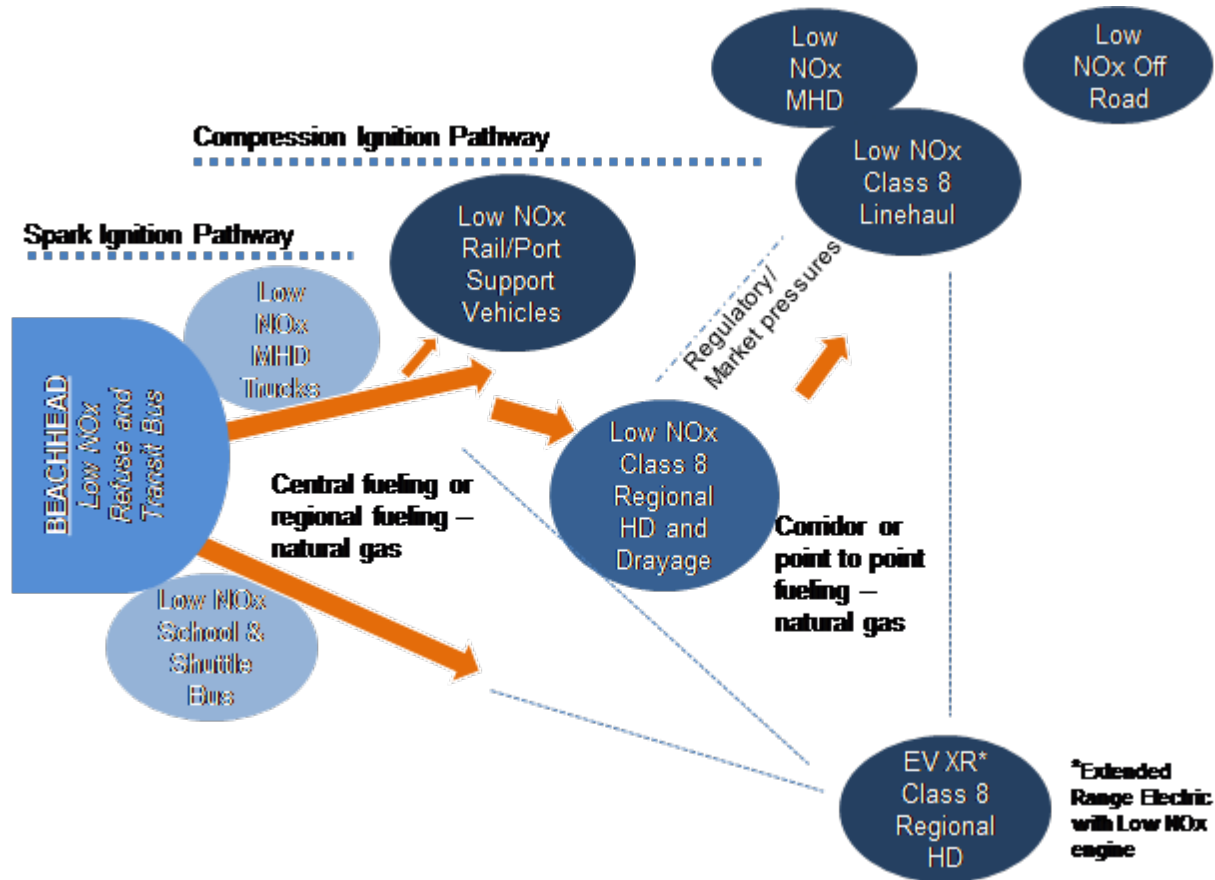 Low
NOx
MHD
Low
NOx Off
Road
Compression Ignition Pathway
Low NOx
Class 8
Linehaul
Low NOx
Rail/Port
Support
Vehicles
Spark Ignition Pathway
Low
NOx
MHD
Trucks
Regulatory/
Market pressures
BEACHHEAD
Low NOx
Refuse and
Transit Bus
Low NOx
Class 8
Regional
HD and
Drayage
Central fueling or
regional fueling –
natural gas
Corridor or
point to point
fueling –
natural gas
Low NOx
School &
Shuttle
Bus
EV XR*
Class 8
Regional
HD
*Extended
Range Electric
with Low NOx
engine